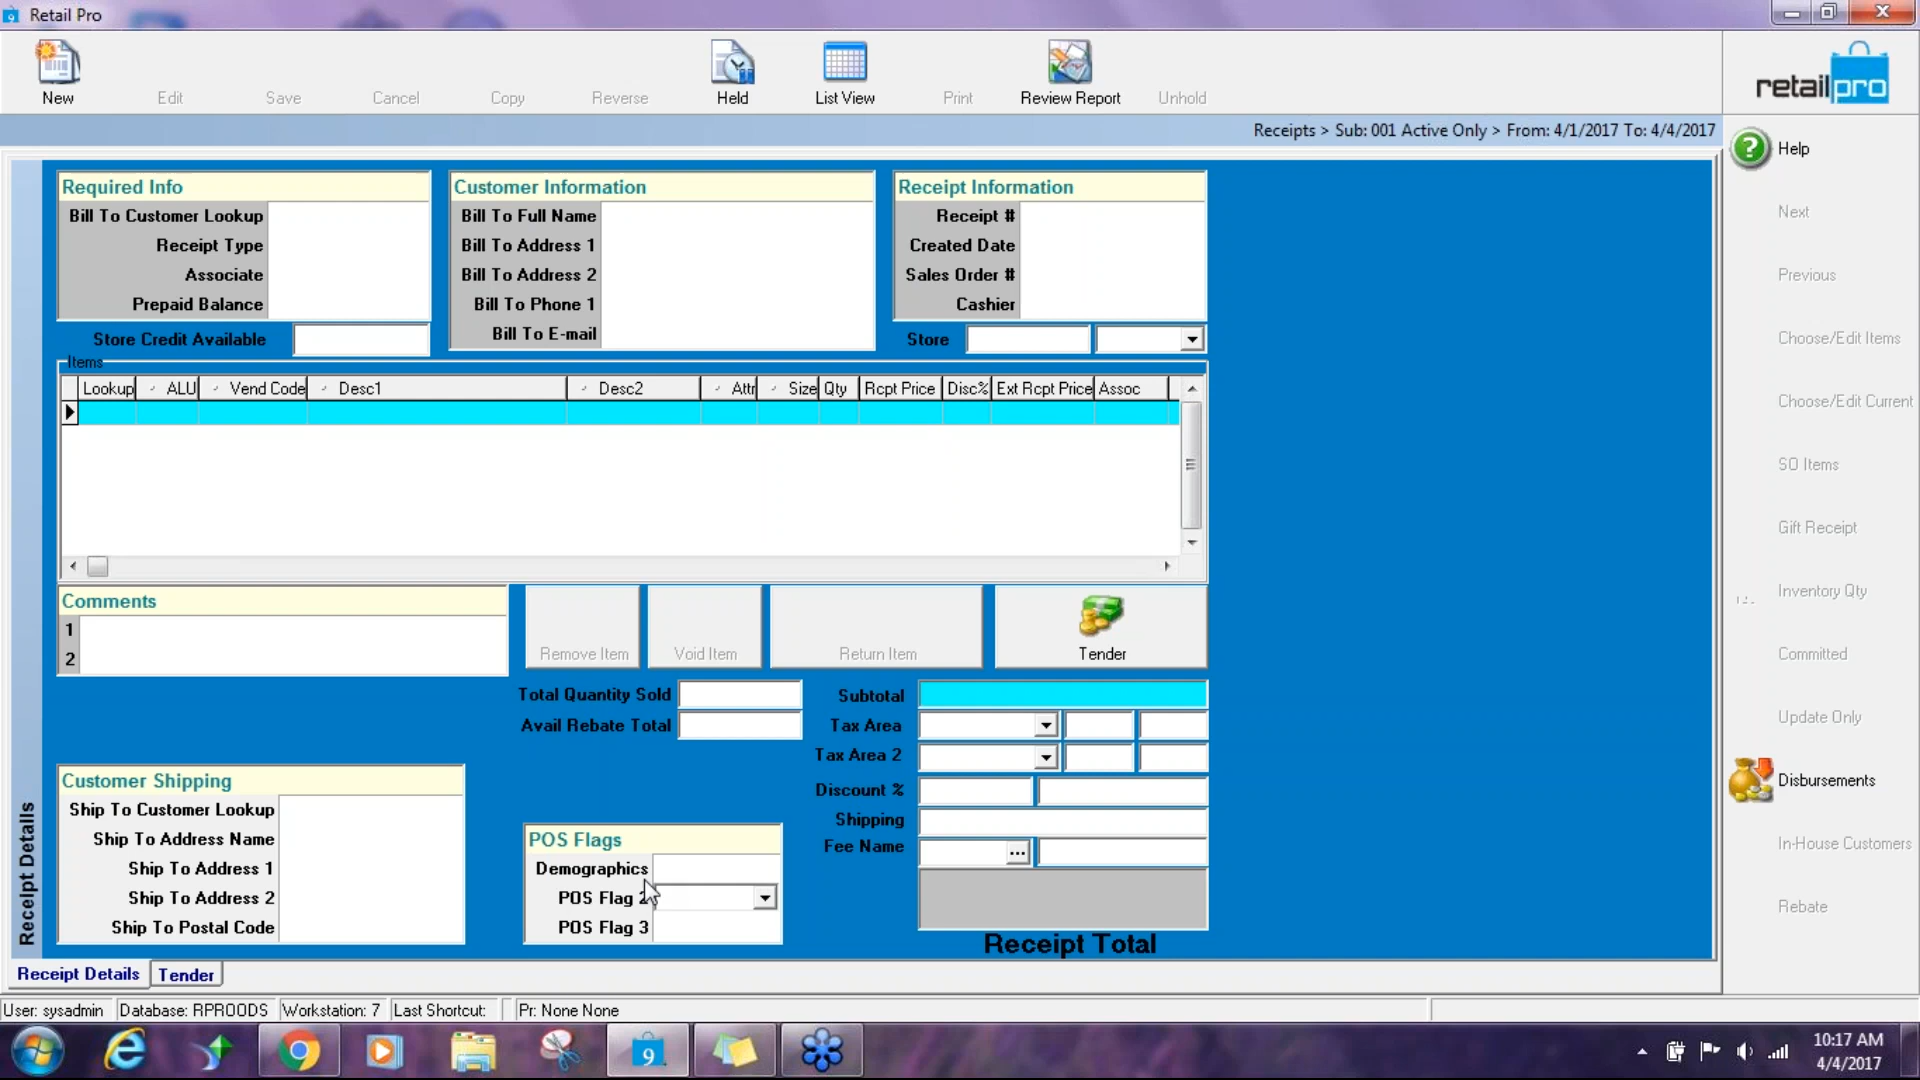 Retail Pro
New
Edit
Save
Cancel
Copy
Reverse
Held
List View
Print
Review Report
Unhold
retailpro
Receipts > Sub: 001 Active Only > From: 4/1/2017 To: 4/4/2017
Help
Next
Previous
Choose/Edit Items
Choose/Edit Current
SO Items
Gift Receipt
Inventory Qty
Committed
Update Only
Disbursements
In-House Customers
Rebate
Required Info
Bill To Customer Lookup
Receipt Type
Associate
Prepaid Balance
Store Credit Available
Customer Information
Bill To Full Name
Bill To Address 1
Bill To Address 2
Bill To Phone 1
Bill To E-mail
Receipt Information
Receipt #
Created Date
Sales Order #
Cashier
Store
Items
Lookup ALU Vend Code Desc1 Desc2 Attr Size Qty Rcpt Price Disc% Ext Rcpt Price Assoc
Comments
1
2
Remove Item
Void Item
Return Item
Tender
Total Quantity Sold
Avail Rebate Total
Subtotal
Tax Area
Tax Area 2
Discount %
Shipping
Fee Name
Receipt Total
Customer Shipping
Ship To Customer Lookup
Ship To Address Name
Ship To Address 1
Ship To Address 2
Ship To Postal Code
POS Flags
Demographics
POS Flag 2
POS Flag 3
Receipt Details
Receipt Details Tender
User: sysadmin Database: RPROODS Workstation: 7 Last Shortcut: Pr: None None
9
10:17 AM
4/4/2017